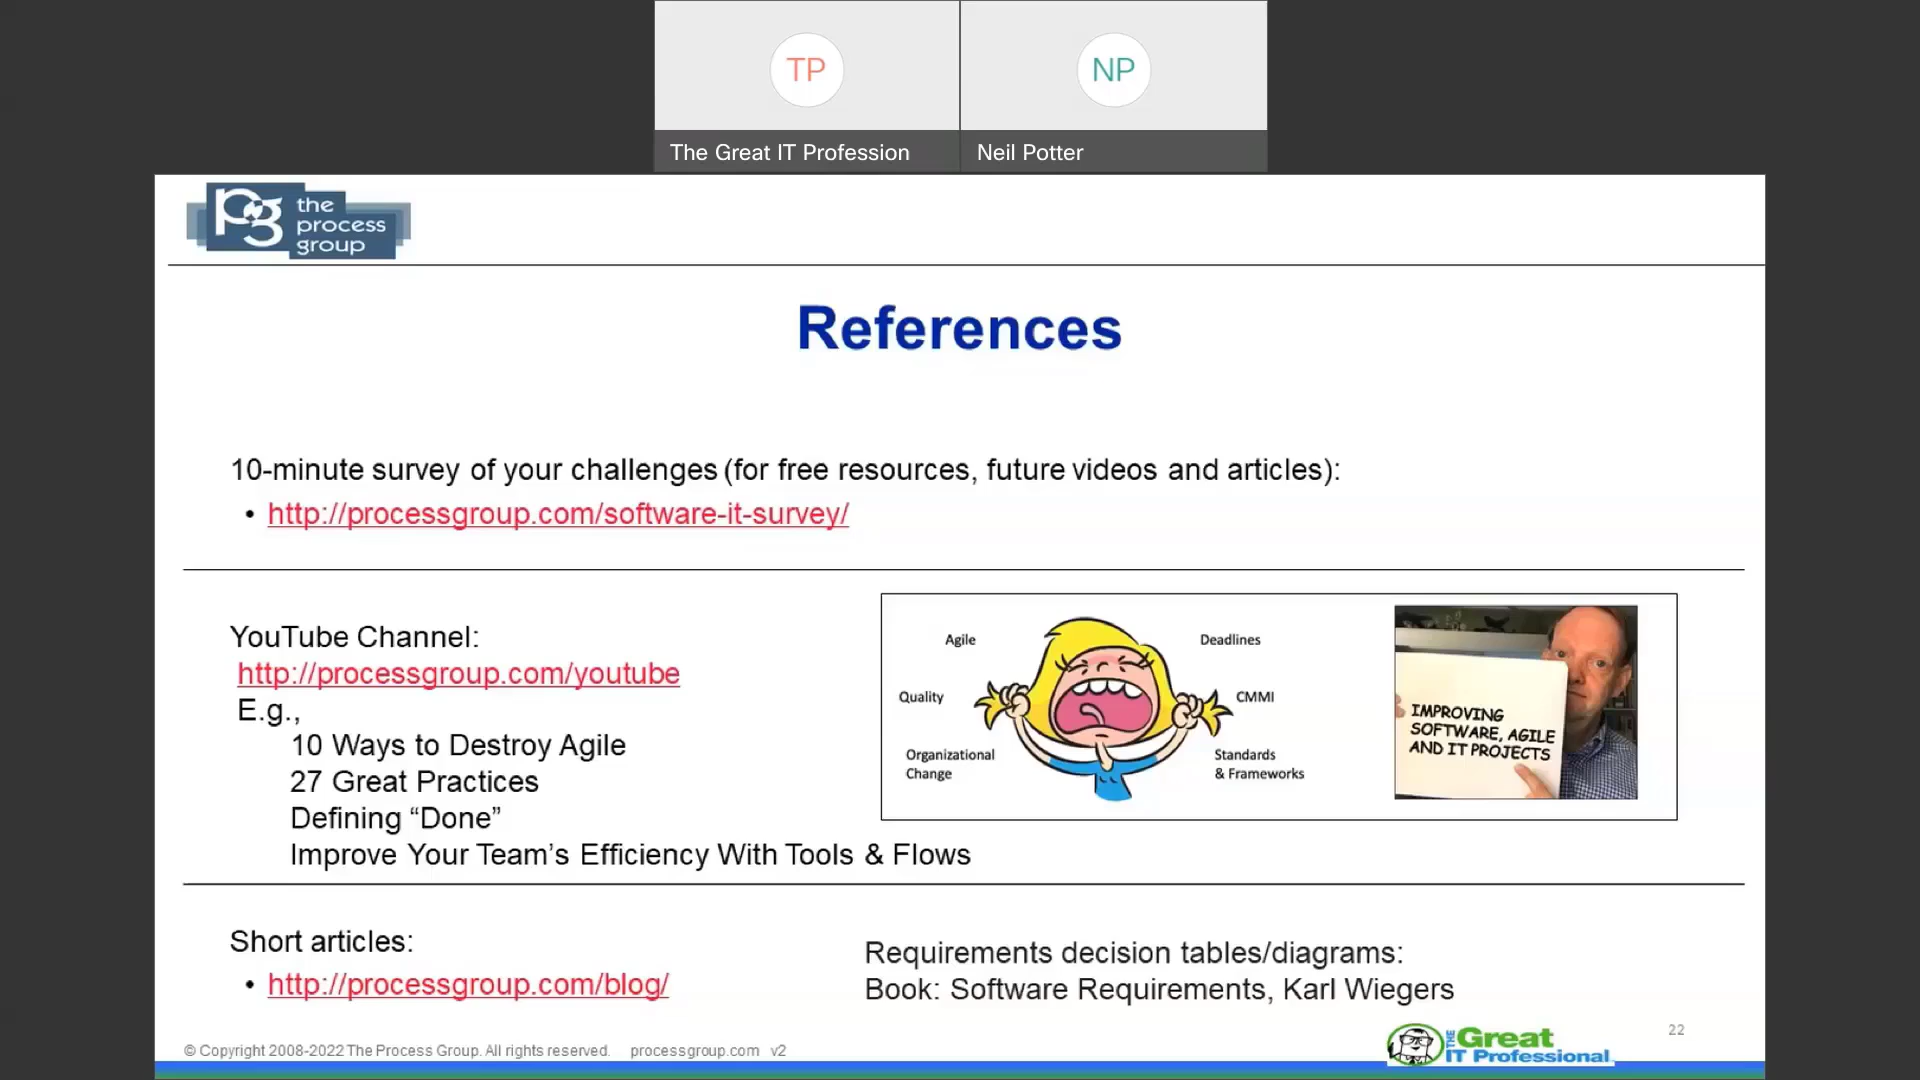 TP
NP
The Great IT Profession
Neil Potter
pg the
process
group
References
10-minute survey of your challenges (for free resources, future videos and articles):
• http://processgroup.com/software-it-survey/
YouTube Channel:
http://processgroup.com/youtube
E.g.,
10 Ways to Destroy Agile
27 Great Practices
Defining “Done”
Improve Your Team’s Efficiency With Tools & Flows
Agile
Deadlines
Quality
CMMI
Organizational
Change
Standards
& Frameworks
IMPROVING
SOFTWARE, AGILE
AND IT PROJECTS
Short articles:
• http://processgroup.com/blog/
Requirements decision tables/diagrams:
Book: Software Requirements, Karl Wiegers
© Copyright 2008-2022 The Process Group. All rights reserved. processgroup.com v2
THE Great
IT Professional
22